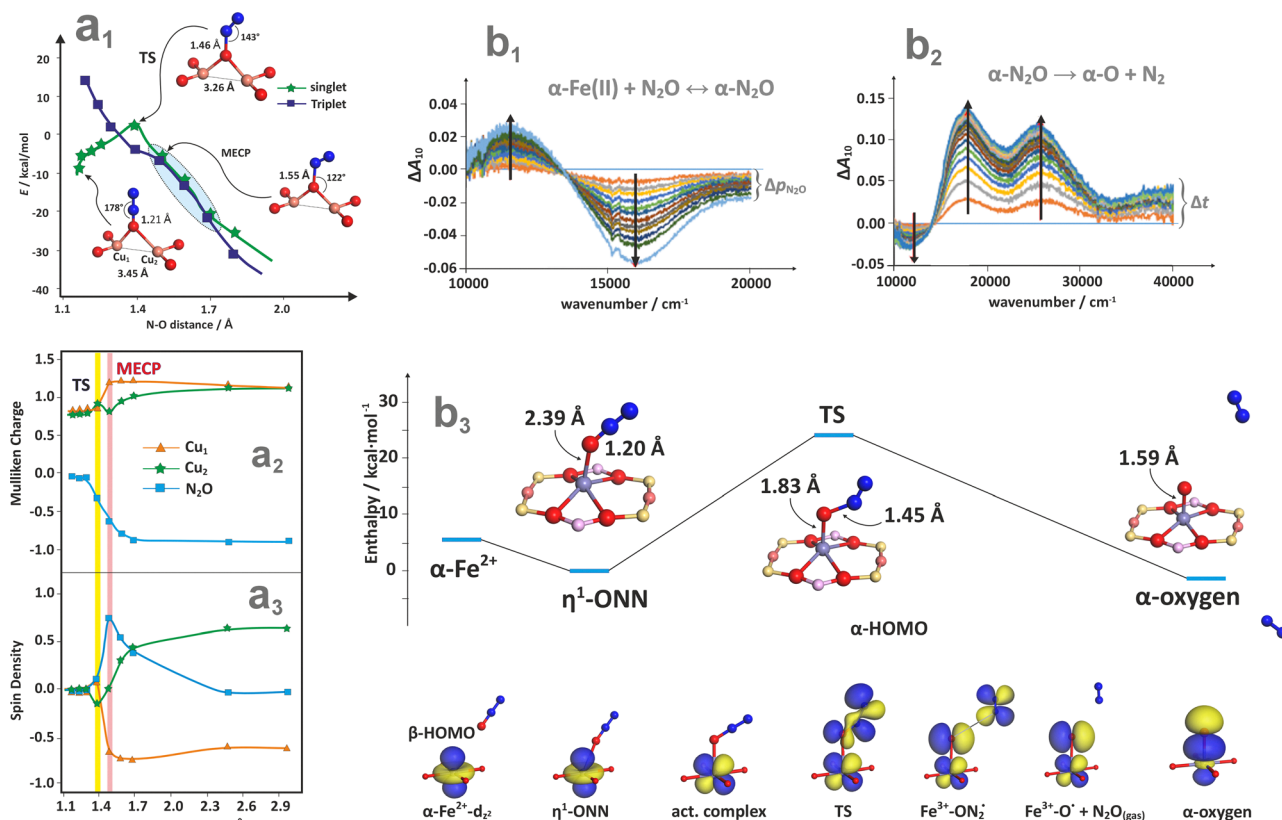 a1
TS
1.46 Å
143°
3.26 Å
singlet
Triplet
MECP
1.55 Å
122°
178°
1.21 Å
Cu1
Cu2
3.45 Å
E / kcal/mol
20
10
0
-10
-20
-30
-40
1.1
1.4
1.7
2.0
N-O distance / Å
b1
α-Fe(II) + N₂O ↔ α-N₂O
ΔA10
0.04
0.02
0.00
-0.02
-0.04
-0.06
Δp N₂O
10000
15000
20000
wavenumber / cm⁻¹
b2
α-N₂O → α-O + N₂
ΔA10
0.15
0.10
0.05
0.00
-0.05
Δt
10000
20000
30000
40000
wavenumber / cm⁻¹
Mulliken Charge
1.5
1.0
0.5
0.0
-0.5
-1.0
TS
MECP
Cu₁
Cu₂
N₂O
a2
a3
Spin Density
1.0
0.5
0.0
-0.5
-1.0
1.1
1.4
1.7
2.0
2.3
2.6
2.9
b3
Enthalpy / kcal·mol⁻¹
30
20
10
0
2.39 Å
1.20 Å
TS
1.83 Å
1.45 Å
1.59 Å
α-Fe²⁺
η¹-ONN
α-oxygen
α-HOMO
β-HOMO
α-Fe²⁺-dz²
η¹-ONN
act. complex
TS
Fe³⁺-ON₂˙
Fe³⁺-O˙ + N₂O(gas)
α-oxygen